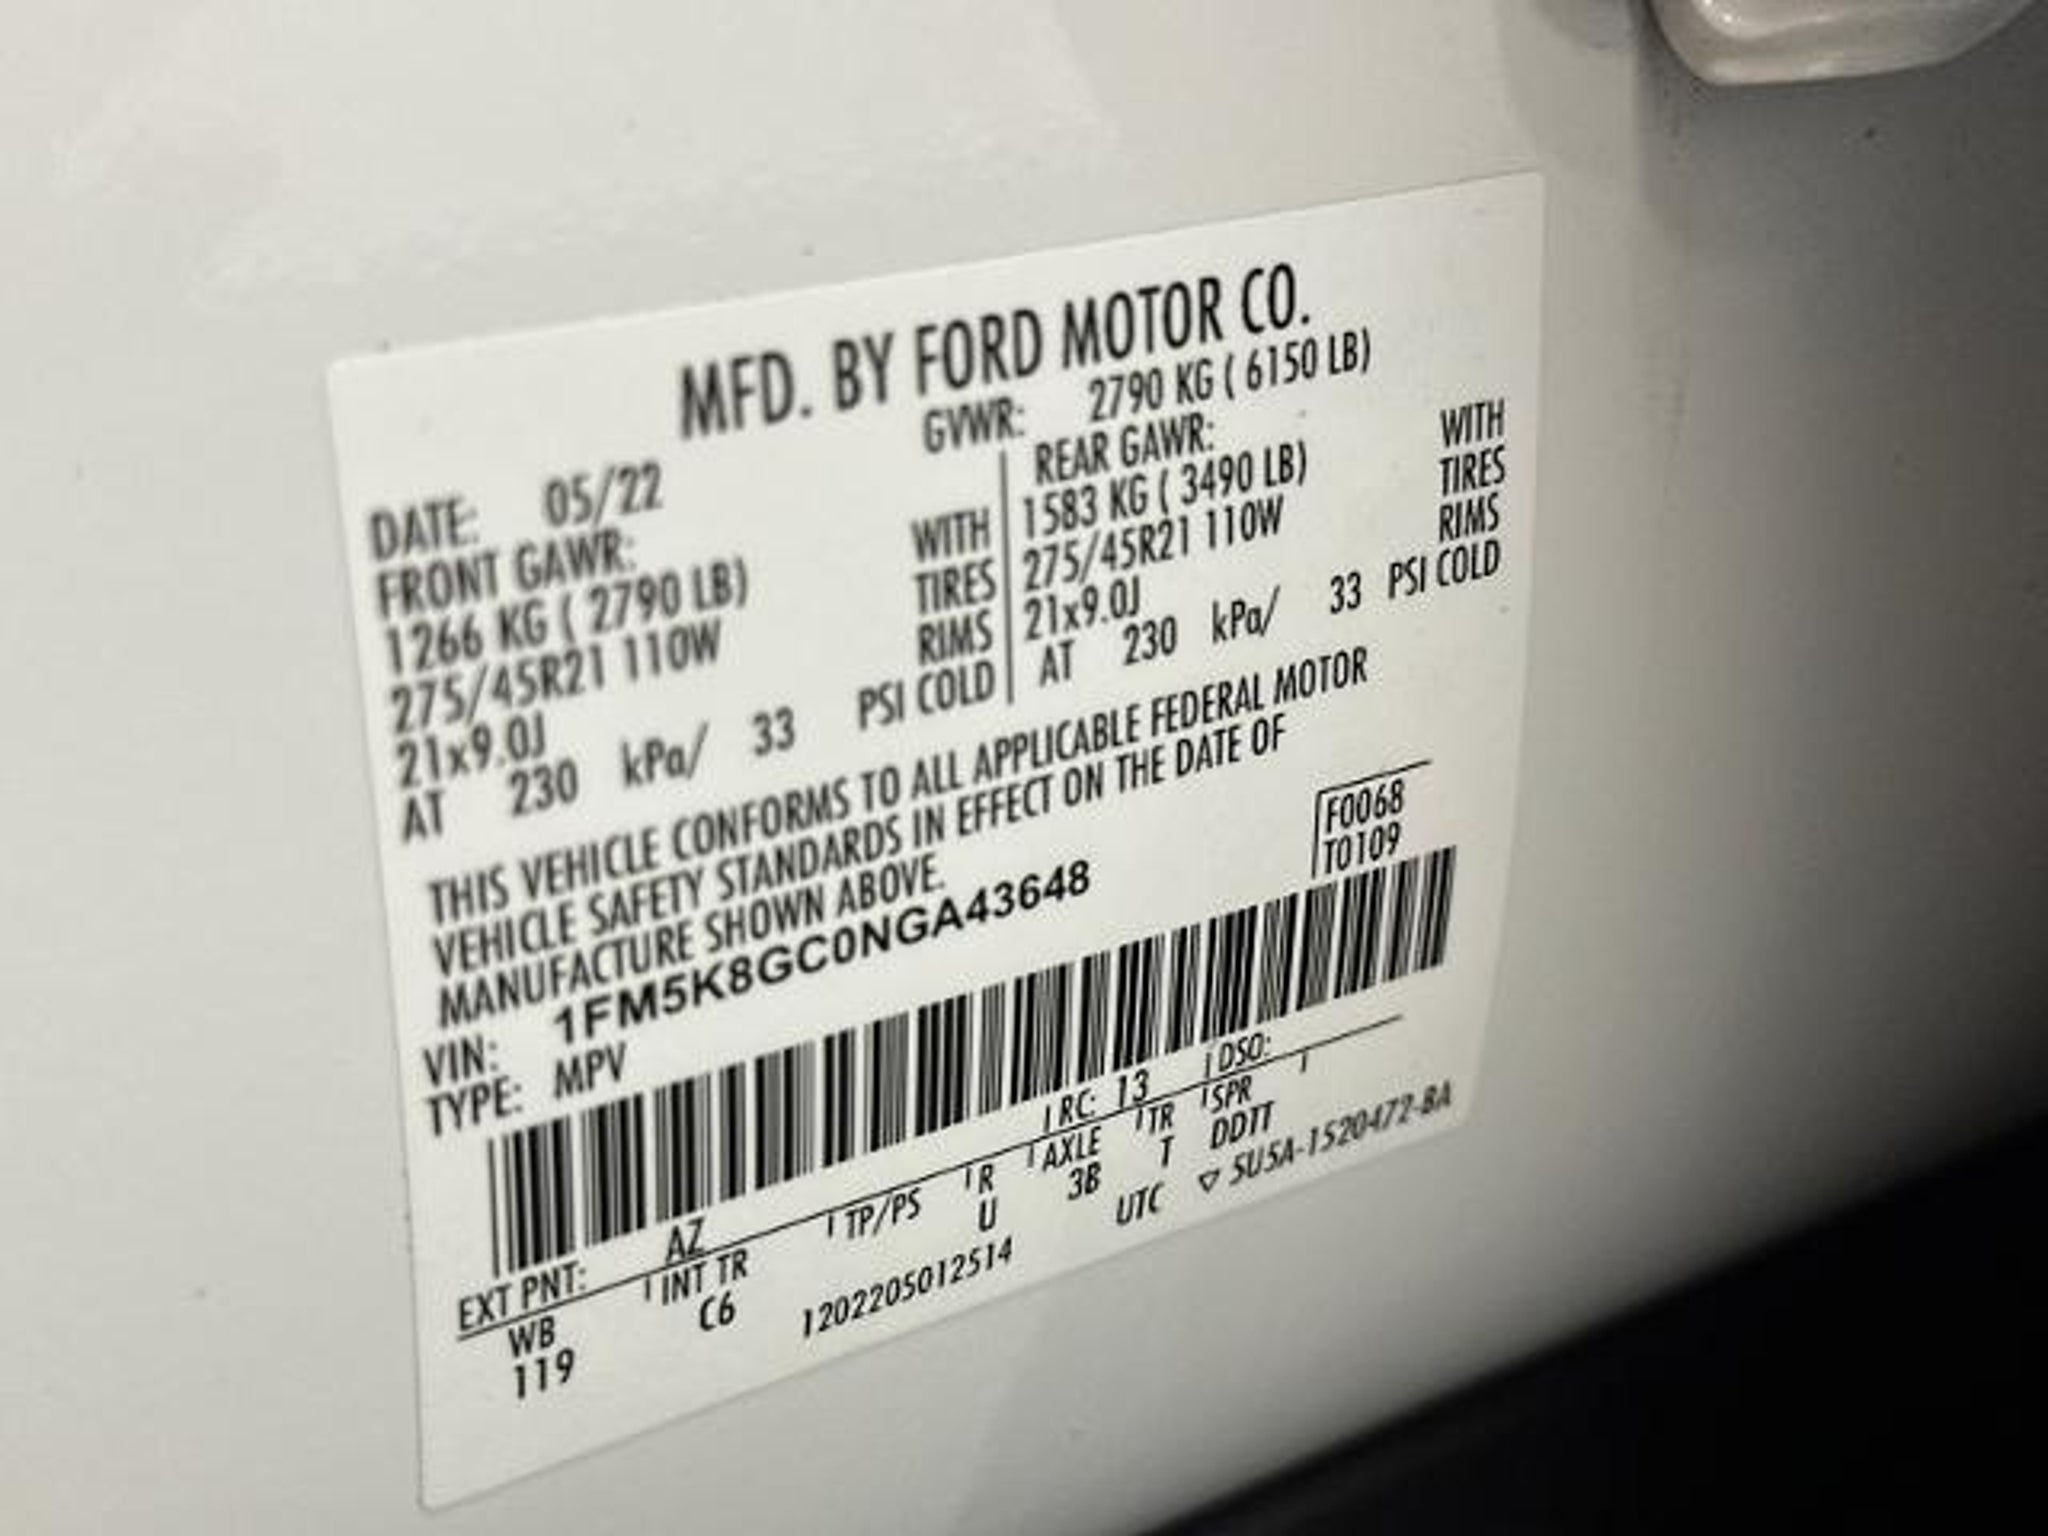 MFD. BY FORD MOTOR CO.
DATE: 05/22 GVWR: 2790 KG ( 6150 LB)
FRONT GAWR:
1266 KG ( 2790 LB) WITH
275/45R21 110W TIRES
21x9.0J RIMS
AT 230 kPa/ 33 PSI COLD
REAR GAWR:
1583 KG ( 3490 LB) WITH
275/45R21 110W TIRES
21x9.0J RIMS
AT 230 kPa/ 33 PSI COLD
THIS VEHICLE CONFORMS TO ALL APPLICABLE FEDERAL MOTOR
VEHICLE SAFETY STANDARDS IN EFFECT ON THE DATE OF
MANUFACTURE SHOWN ABOVE.
VIN: 1FM5K8GC0NGA43648
TYPE: MPV
F0068
T0109
EXT PNT: AZ RC: 13 DSO:
WB INT TR TP/PS R AXLE TR SPR
119 C6 U 3B T DDTT
1202205012514 UTC ▽ 5U5A-1520472-BA